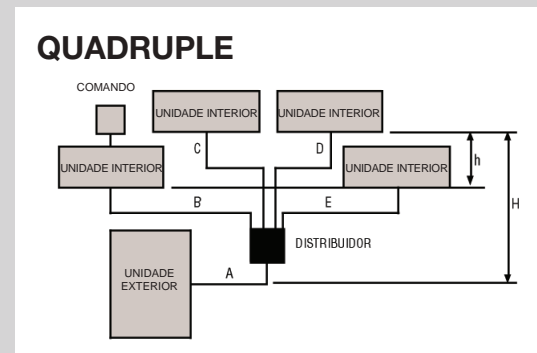 QUADRUPLE
COMANDO
UNIDADE INTERIOR
UNIDADE INTERIOR
C
D
UNIDADE INTERIOR
UNIDADE INTERIOR
h
B
E
H
DISTRIBUIDOR
A
UNIDADE
EXTERIOR